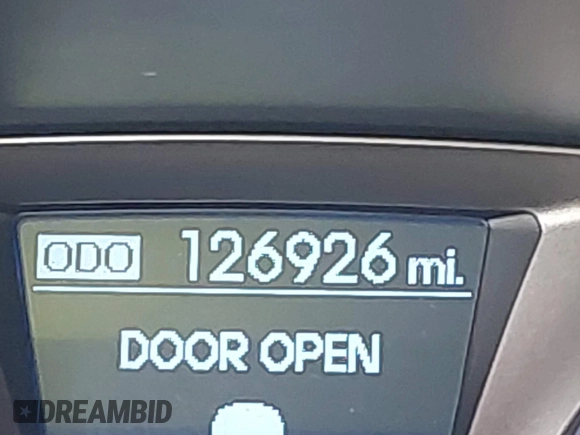 ODO 126926 mi.
DOOR OPEN
DREAMBID